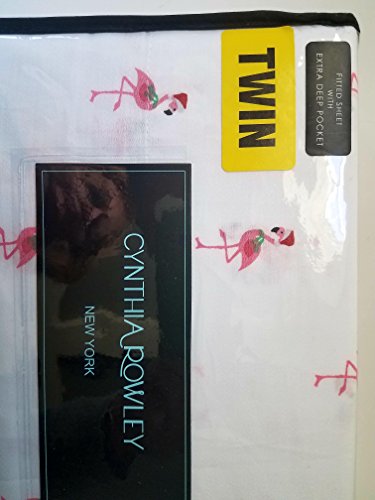 TWIN
FITTED SHEET
WITH
EXTRA DEEP POCKET
CYNTHIA ROWLEY
NEW YORK